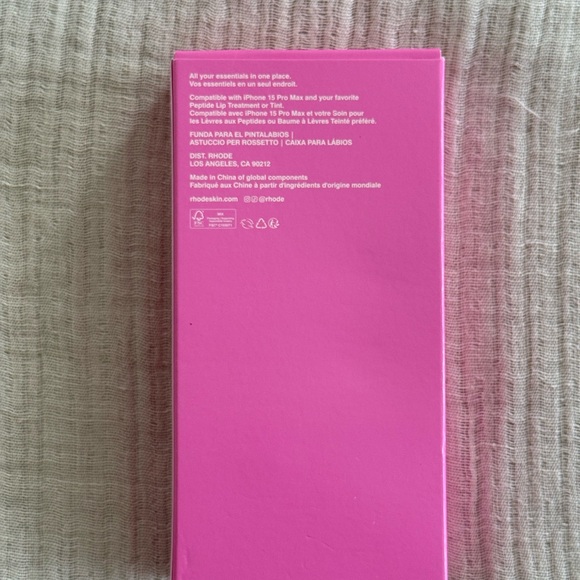 All your essentials in one place.
Vos essentiels en un seul endroit.
Compatible with iPhone 15 Pro Max and your favorite
Peptide Lip Treatment or Tint.
Compatible avec iPhone 15 Pro Max et votre Soin pour
les Lèvres aux Peptides ou Baume à Lèvres Teinté préféré.
FUNDA PARA EL PINTALABIOS |
ASTUCCIO PER ROSSETTO | CAIXA PARA LÁBIOS
DIST. RHODE
LOS ANGELES, CA 90212
Made in China of global components
Fabriqué aux Chine à partir d'ingrédients d'origine mondiale
rhodeskin.com @rhode